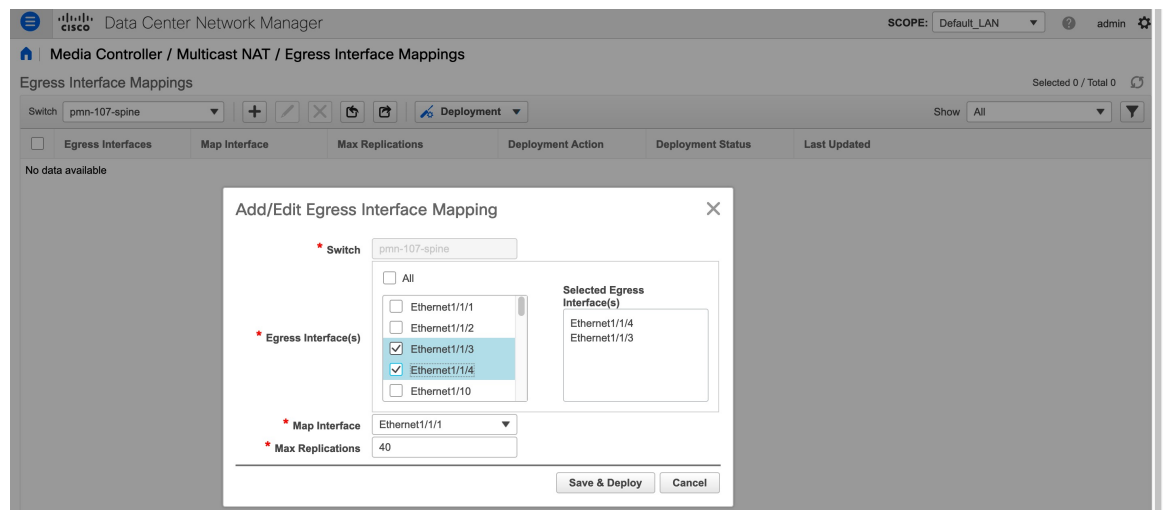 cisco Data Center Network Manager SCOPE: Default_LAN ? admin
Media Controller / Multicast NAT / Egress Interface Mappings
Egress Interface Mappings Selected 0 / Total 0
Switch pmn-107-spine Deployment Show All
Egress Interfaces Map Interface Max Replications Deployment Action Deployment Status Last Updated
No data available
Add/Edit Egress Interface Mapping
* Switch pmn-107-spine
All
* Egress Interface(s)
Ethernet1/1/1
Ethernet1/1/2
Ethernet1/1/3
Ethernet1/1/4
Ethernet1/10
Selected Egress
Interface(s)
Ethernet1/1/4
Ethernet1/1/3
* Map Interface Ethernet1/1/1
* Max Replications 40
Save & Deploy Cancel